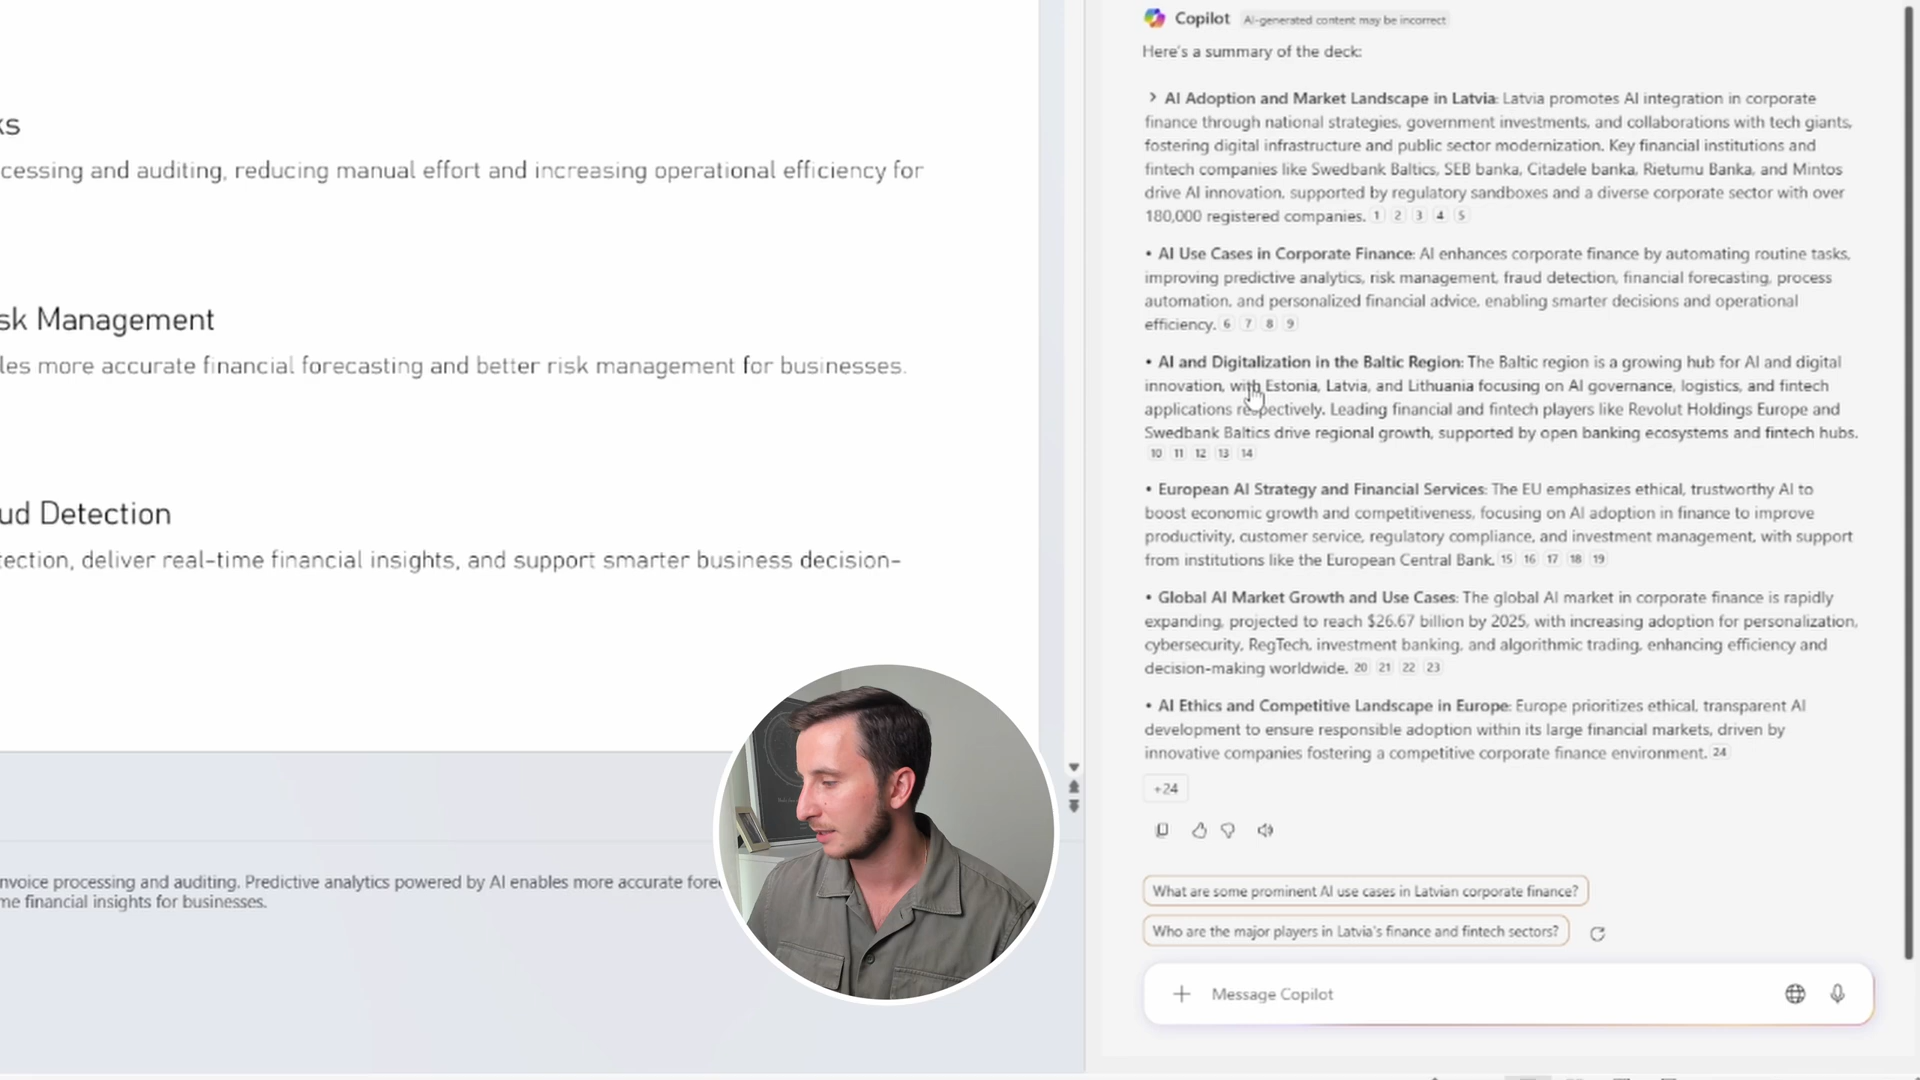 ks
cessing and auditing, reducing manual effort and increasing operational efficiency for
sk Management
les more accurate financial forecasting and better risk management for businesses.
ud Detection
tection, deliver real-time financial insights, and support smarter business decision-
nvoice processing and auditing. Predictive analytics powered by AI enables more accurate fore
me financial insights for businesses.
Copilot AI-generated content may be incorrect
Here's a summary of the deck:
> AI Adoption and Market Landscape in Latvia: Latvia promotes AI integration in corporate
finance through national strategies, government investments, and collaborations with tech giants,
fostering digital infrastructure and public sector modernization. Key financial institutions and
fintech companies like Swedbank Baltics, SEB banka, Citadele banka, Rietumu Banka, and Mintos
drive AI innovation, supported by regulatory sandboxes and a diverse corporate sector with over
180,000 registered companies. 1 2 3 4 5
• AI Use Cases in Corporate Finance: AI enhances corporate finance by automating routine tasks,
improving predictive analytics, risk management, fraud detection, financial forecasting, process
automation, and personalized financial advice, enabling smarter decisions and operational
efficiency. 6 7 8 9
• AI and Digitalization in the Baltic Region: The Baltic region is a growing hub for AI and digital
innovation, with Estonia, Latvia, and Lithuania focusing on AI governance, logistics, and fintech
applications respectively. Leading financial and fintech players like Revolut Holdings Europe and
Swedbank Baltics drive regional growth, supported by open banking ecosystems and fintech hubs.
10 11 12 13 14
• European AI Strategy and Financial Services: The EU emphasizes ethical, trustworthy AI to
boost economic growth and competitiveness, focusing on AI adoption in finance to improve
productivity, customer service, regulatory compliance, and investment management, with support
from institutions like the European Central Bank. 15 16 17 18 19
• Global AI Market Growth and Use Cases: The global AI market in corporate finance is rapidly
expanding, projected to reach $26.67 billion by 2025, with increasing adoption for personalization,
cybersecurity, RegTech, investment banking, and algorithmic trading, enhancing efficiency and
decision-making worldwide. 20 21 22 23
• AI Ethics and Competitive Landscape in Europe: Europe prioritizes ethical, transparent AI
development to ensure responsible adoption within its large financial markets, driven by
innovative companies fostering a competitive corporate finance environment. 24
+24
What are some prominent AI use cases in Latvian corporate finance?
Who are the major players in Latvia's finance and fintech sectors?
Message Copilot